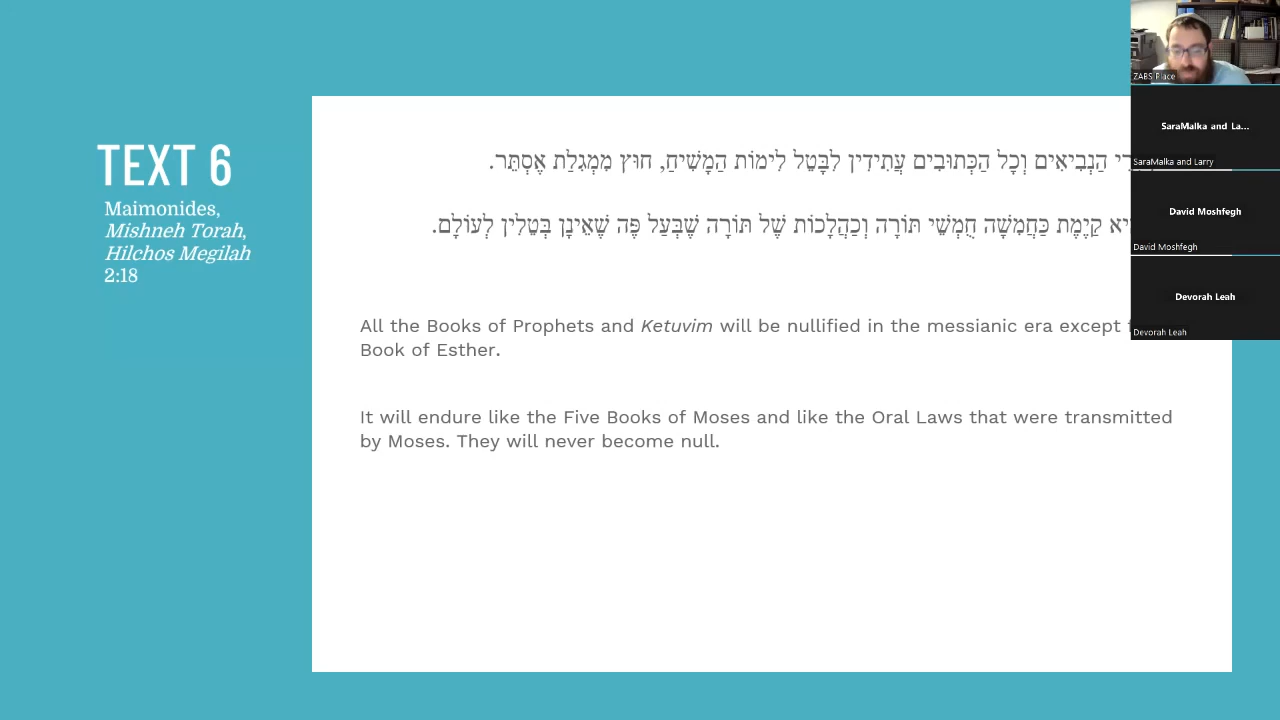 TEXT 6
Maimonides,
Mishneh Torah,
Hilchos Megilah
2:18
הַנְבִיאִים וְכָל הַכְּתוּבִים עֲתִידִין לִבָּטֵל לִימוֹת הַמָּשִׁיחַ, חוּץ מִמְגִלַת אֶסְתֵּר.
קַיֶּמֶת כַּחֲמִשָּׁה חֻמְשֵׁי תּוֹרָה וְכַהֲלָכוֹת שֶׁל תּוֹרָה שֶׁבְּעַל פֶּה שֶׁאֵינָן בְּטֵלִין לְעוֹלָם.
All the Books of Prophets and Ketuvim will be nullified in the messianic era except
Book of Esther.
It will endure like the Five Books of Moses and like the Oral Laws that were transmitted
by Moses. They will never become null.
ZABS Place
SaraMalka and La...
SaraMalka and Larry
David Moshfegh
David Moshfegh
Devorah Leah
Devorah Leah